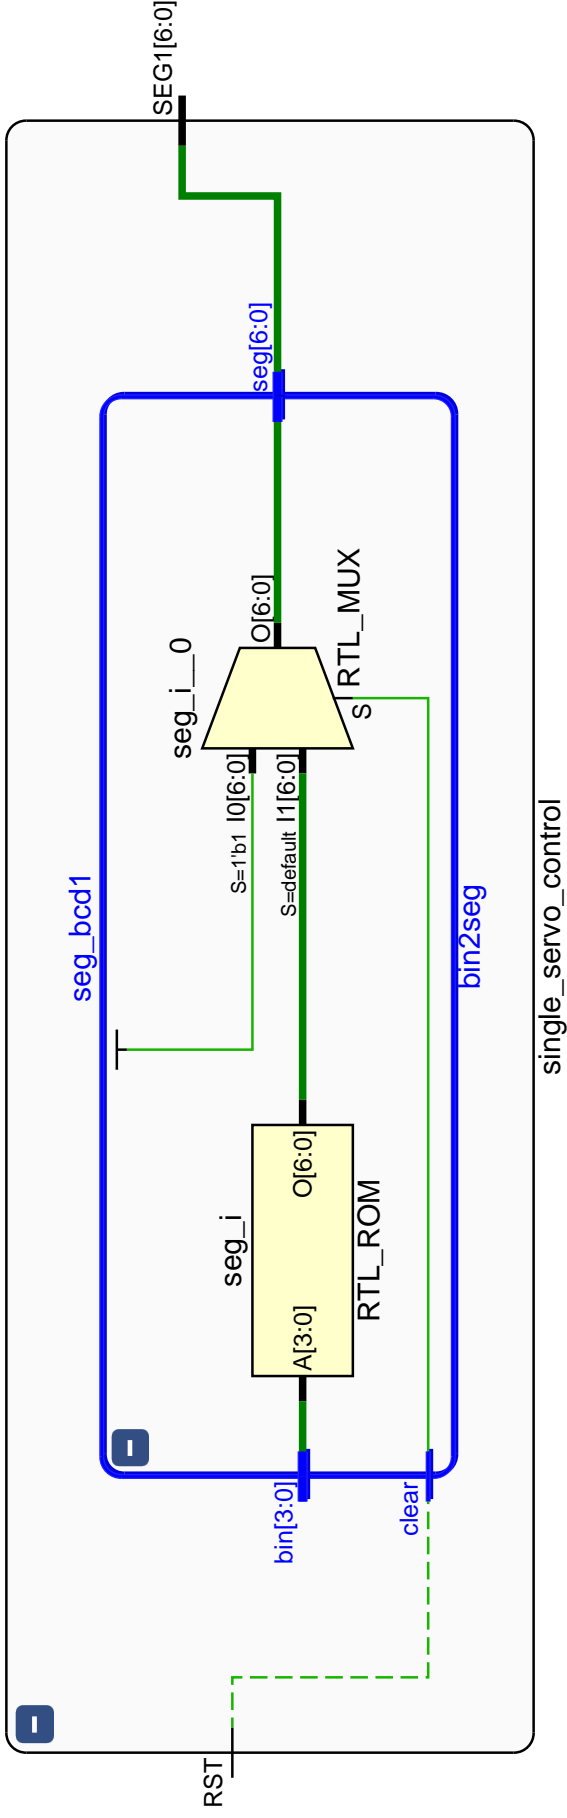 single_servo_control
seg_bcd1
bin2seg
RST
clear
bin[3:0]
seg_i
A[3:0]
O[6:0]
RTL_ROM
S=1'b1 I0[6:0]
S=default I1[6:0]
S
seg_i__0
RTL_MUX
O[6:0]
seg[6:0]
SEG1[6:0]